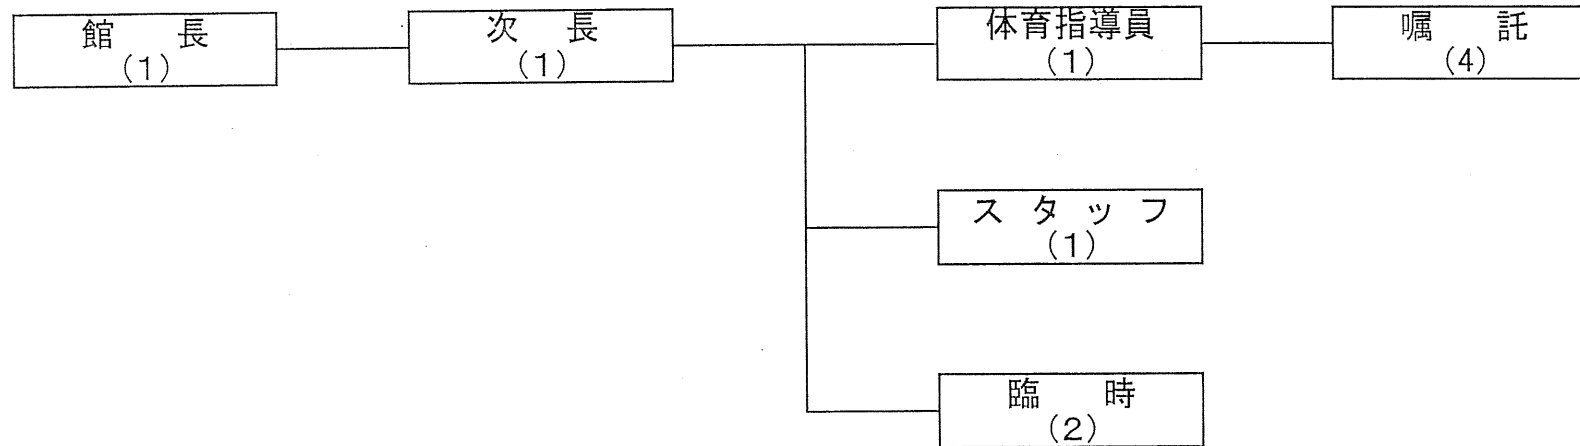 館　　長
（1）
次　　長
（1）
体育指導員
（1）
嘱　　託
（4）
ス　タ　ッ　フ
（1）
臨　　時
（2）